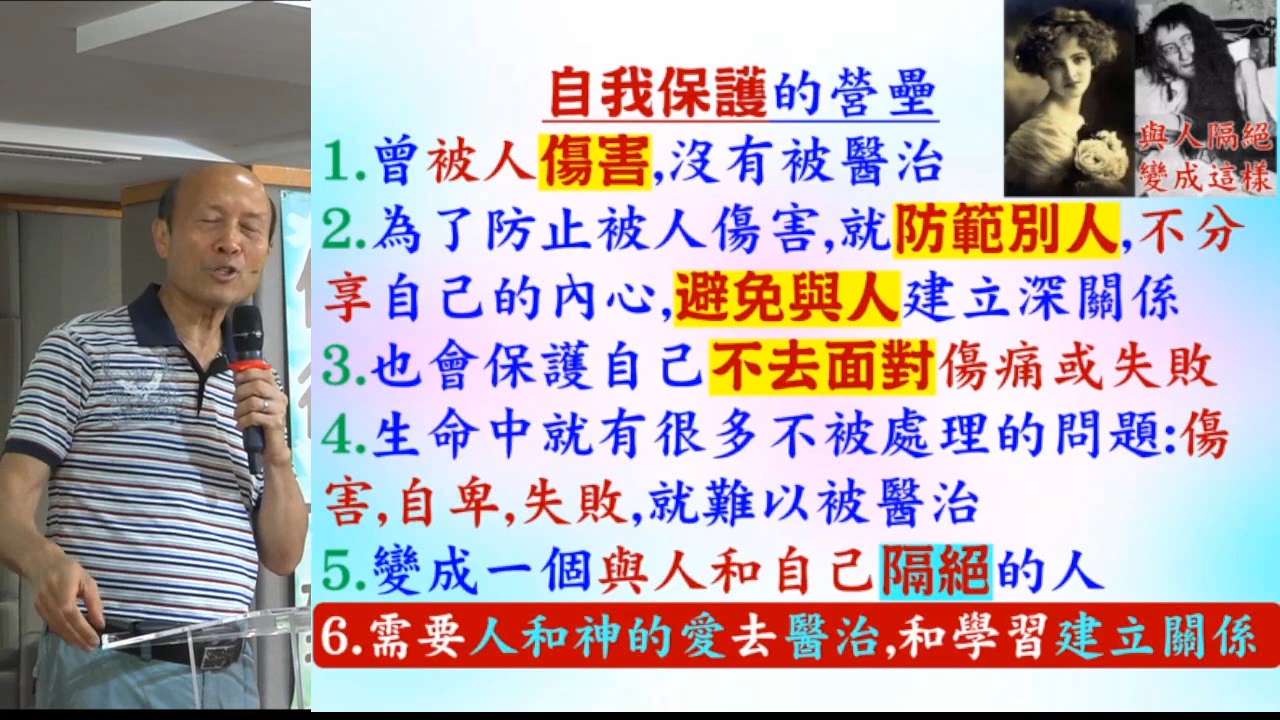 自我保護的營壘
與人隔絕
變成這樣
1.曾被人傷害,沒有被醫治
2.為了防止被人傷害,就防範別人,不分
享自己的內心,避免與人建立深關係
3.也會保護自己不去面對傷痛或失敗
4.生命中就有很多不被處理的問題:傷
害,自卑,失敗,就難以被醫治
5.變成一個與人和自己隔絕的人
6.需要人和神的愛去醫治,和學習建立關係